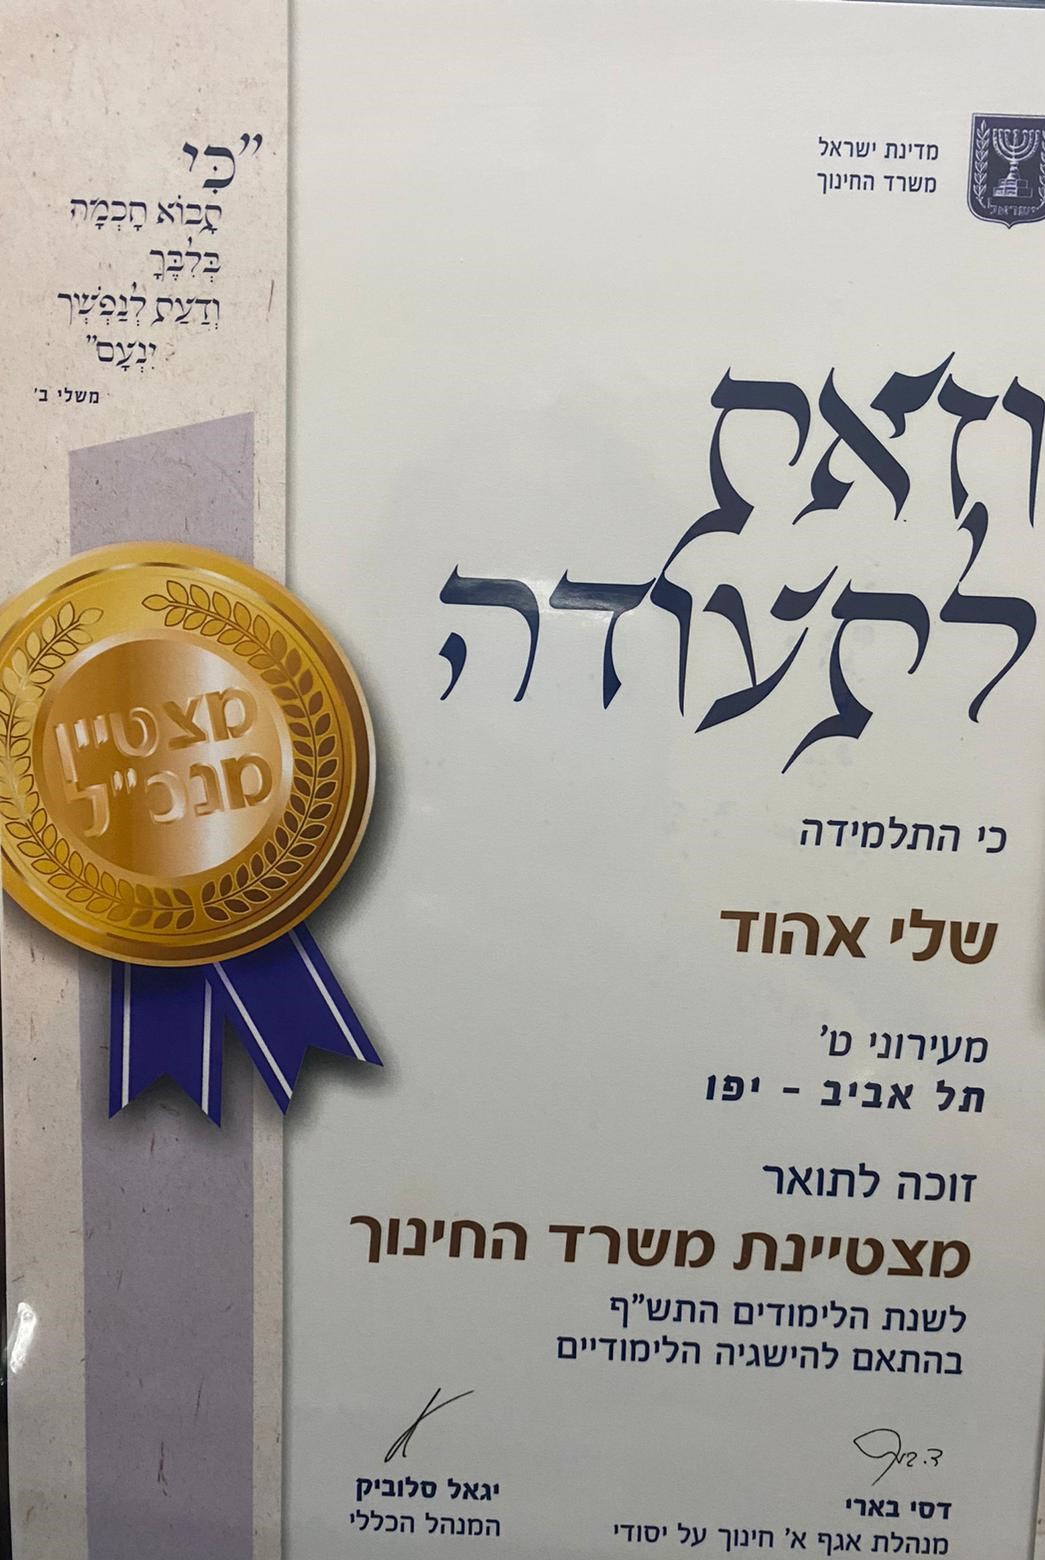 מדינת ישראל
משרד החינוך
ישראל
"כִּי
תָבוֹא חָכְמָה
בְּלִבֶּךָ
וְדַעַת לְנַפְשְׁךָ
יִנְעָם"
משלי ב'
וזאת
לתעודה
מצטיין
מנכ"ל
כי התלמידה
שלי אהוד
מעירוני ט'
תל אביב - יפו
זוכה לתואר
מצטיינת משרד החינוך
לשנת הלימודים התש"ף
בהתאם להישגיה הלימודיים
דסי בארי
מנהלת אגף א' חינוך על יסודי
יגאל סלוביק
המנהל הכללי